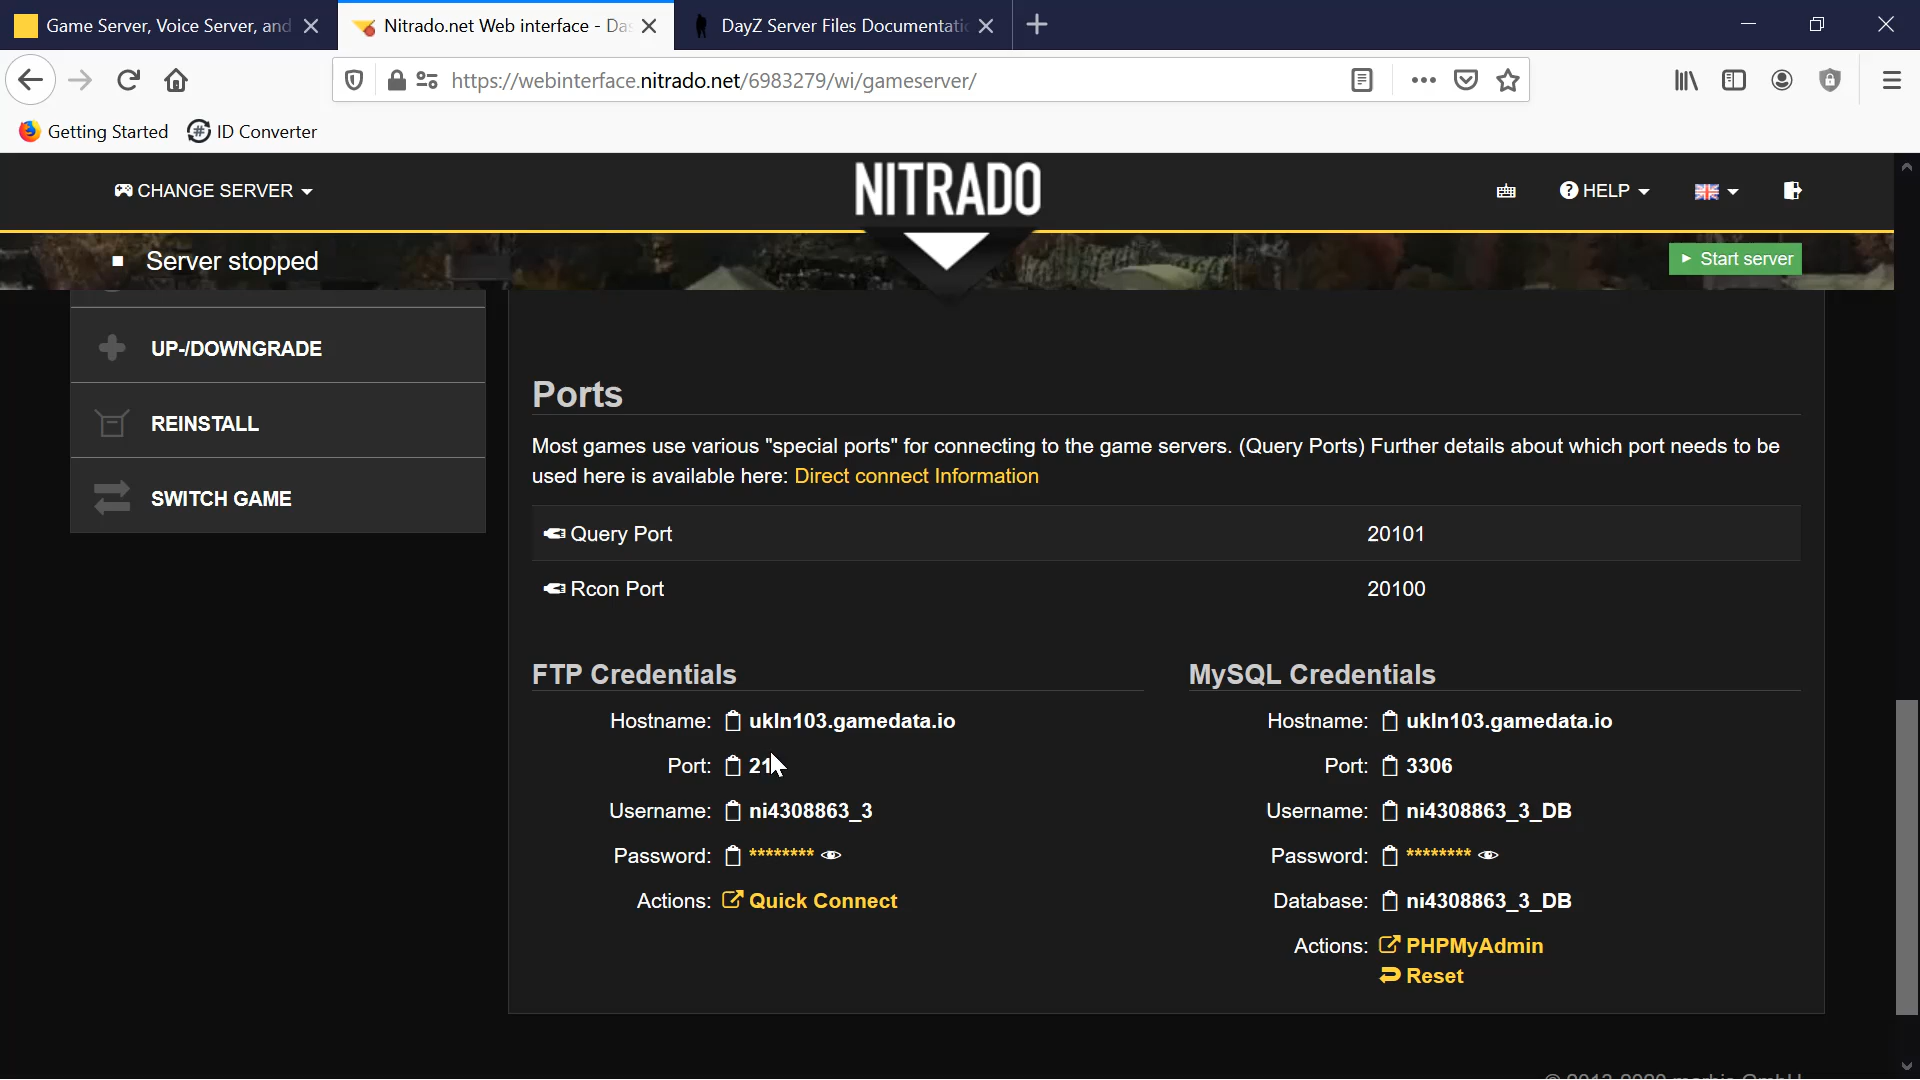 Game Server, Voice Server, and
Nitrado.net Web interface - Das
DayZ Server Files Documentatic
https://webinterface.nitrado.net/6983279/wi/gameserver/
Getting Started
ID Converter
CHANGE SERVER
NITRADO
HELP
Server stopped
Start server
UP-/DOWNGRADE
REINSTALL
SWITCH GAME
Ports
Most games use various "special ports" for connecting to the game servers. (Query Ports) Further details about which port needs to be
used here is available here: Direct connect Information
Query Port 20101
Rcon Port 20100
FTP Credentials
Hostname: ukln103.gamedata.io
Port: 21
Username: ni4308863_3
Password: ********
Actions: Quick Connect
MySQL Credentials
Hostname: ukln103.gamedata.io
Port: 3306
Username: ni4308863_3_DB
Password: ********
Database: ni4308863_3_DB
Actions: PHPMyAdmin
Reset